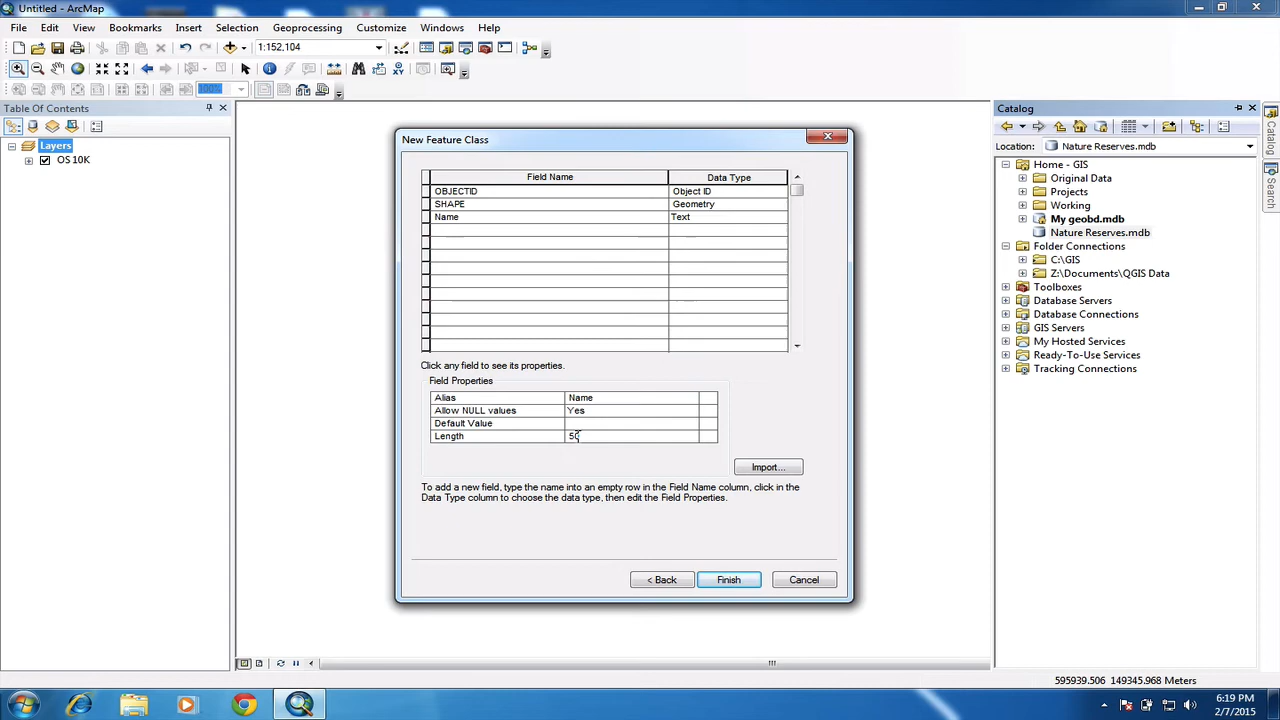 Untitled - ArcMap
File Edit View Bookmarks Insert Selection Geoprocessing Customize Windows Help
1:152,104
100%
Table Of Contents
Layers
OS 10K
New Feature Class
Field Name Data Type
OBJECTID Object ID
SHAPE Geometry
Name Text
Click any field to see its properties.
Field Properties
Alias Name
Allow NULL values Yes
Default Value
Length 50
Import...
To add a new field, type the name into an empty row in the Field Name column, click in the
Data Type column to choose the data type, then edit the Field Properties.
< Back Finish Cancel
Catalog
Location: Nature Reserves.mdb
Home - GIS
Original Data
Projects
Working
My geobd.mdb
Nature Reserves.mdb
Folder Connections
C:\GIS
Z:\Documents\QGIS Data
Toolboxes
Database Servers
Database Connections
GIS Servers
My Hosted Services
Ready-To-Use Services
Tracking Connections
Catalog
Search
595939.506 149345.968 Meters
6:19 PM
2/7/2015